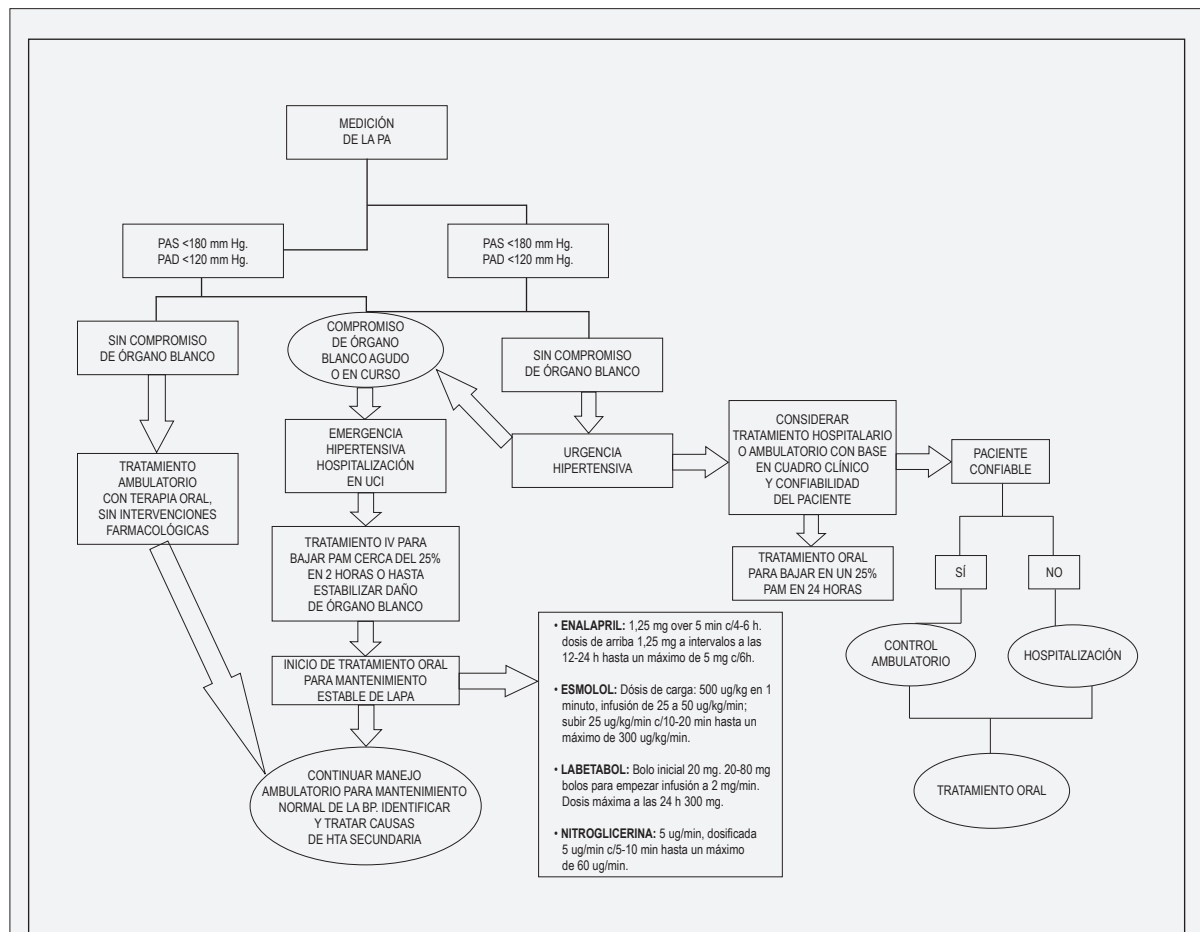 MEDICIÓN
DE LA PA
PAS <180 mm Hg.
PAD <120 mm Hg.
PAS <180 mm Hg.
PAD <120 mm Hg.
SIN COMPROMISO
DE ÓRGANO BLANCO
COMPROMISO
DE ÓRGANO
BLANCO AGUDO
O EN CURSO
SIN COMPROMISO
DE ÓRGANO BLANCO
TRATAMIENTO
AMBULATORIO
CON TERAPIA ORAL,
SIN INTERVENCIONES
FARMACOLÓGICAS
EMERGENCIA
HIPERTENSIVA
HOSPITALIZACIÓN
EN UCI
URGENCIA
HIPERTENSIVA
CONSIDERAR
TRATAMIENTO HOSPITALARIO
O AMBULATORIO CON BASE
EN CUADRO CLÍNICO
Y CONFIABILIDAD
DEL PACIENTE
PACIENTE
CONFIABLE
TRATAMIENTO IV PARA
BAJAR PAM CERCA DEL 25%
EN 2 HORAS O HASTA
ESTABILIZAR DAÑO
DE ÓRGANO BLANCO
TRATAMIENTO ORAL
PARA BAJAR EN UN 25%
PAM EN 24 HORAS
SÍ
NO
INICIO DE TRATAMIENTO ORAL
PARA MANTENIMIENTO
ESTABLE DE LAPA
• ENALAPRIL: 1,25 mg over 5 min c/4-6 h.
dosis de arriba 1,25 mg a intervalos a las
12-24 h hasta un máximo de 5 mg c/6h.
• ESMOLOL: Dósis de carga: 500 ug/kg en 1
minuto, infusión de 25 a 50 ug/kg/min;
subir 25 ug/kg/min c/10-20 min hasta un
máximo de 300 ug/kg/min.
• LABETABOL: Bolo inicial 20 mg. 20-80 mg
bolos para empezar infusión a 2 mg/min.
Dosis máxima a las 24 h 300 mg.
• NITROGLICERINA: 5 ug/min, dosificada
5 ug/min c/5-10 min hasta un máximo
de 60 ug/min.
CONTROL
AMBULATORIO
HOSPITALIZACIÓN
CONTINUAR MANEJO
AMBULATORIO PARA MANTENIMIENTO
NORMAL DE LA BP. IDENTIFICAR
Y TRATAR CAUSAS
DE HTA SECUNDARIA
TRATAMIENTO ORAL